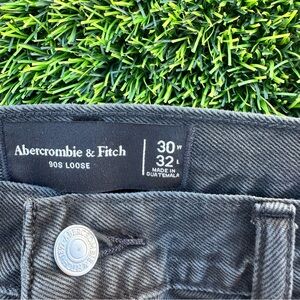 Abercrombie & Fitch
90S LOOSE
30 W
32 L
MADE IN
GUATEMALA